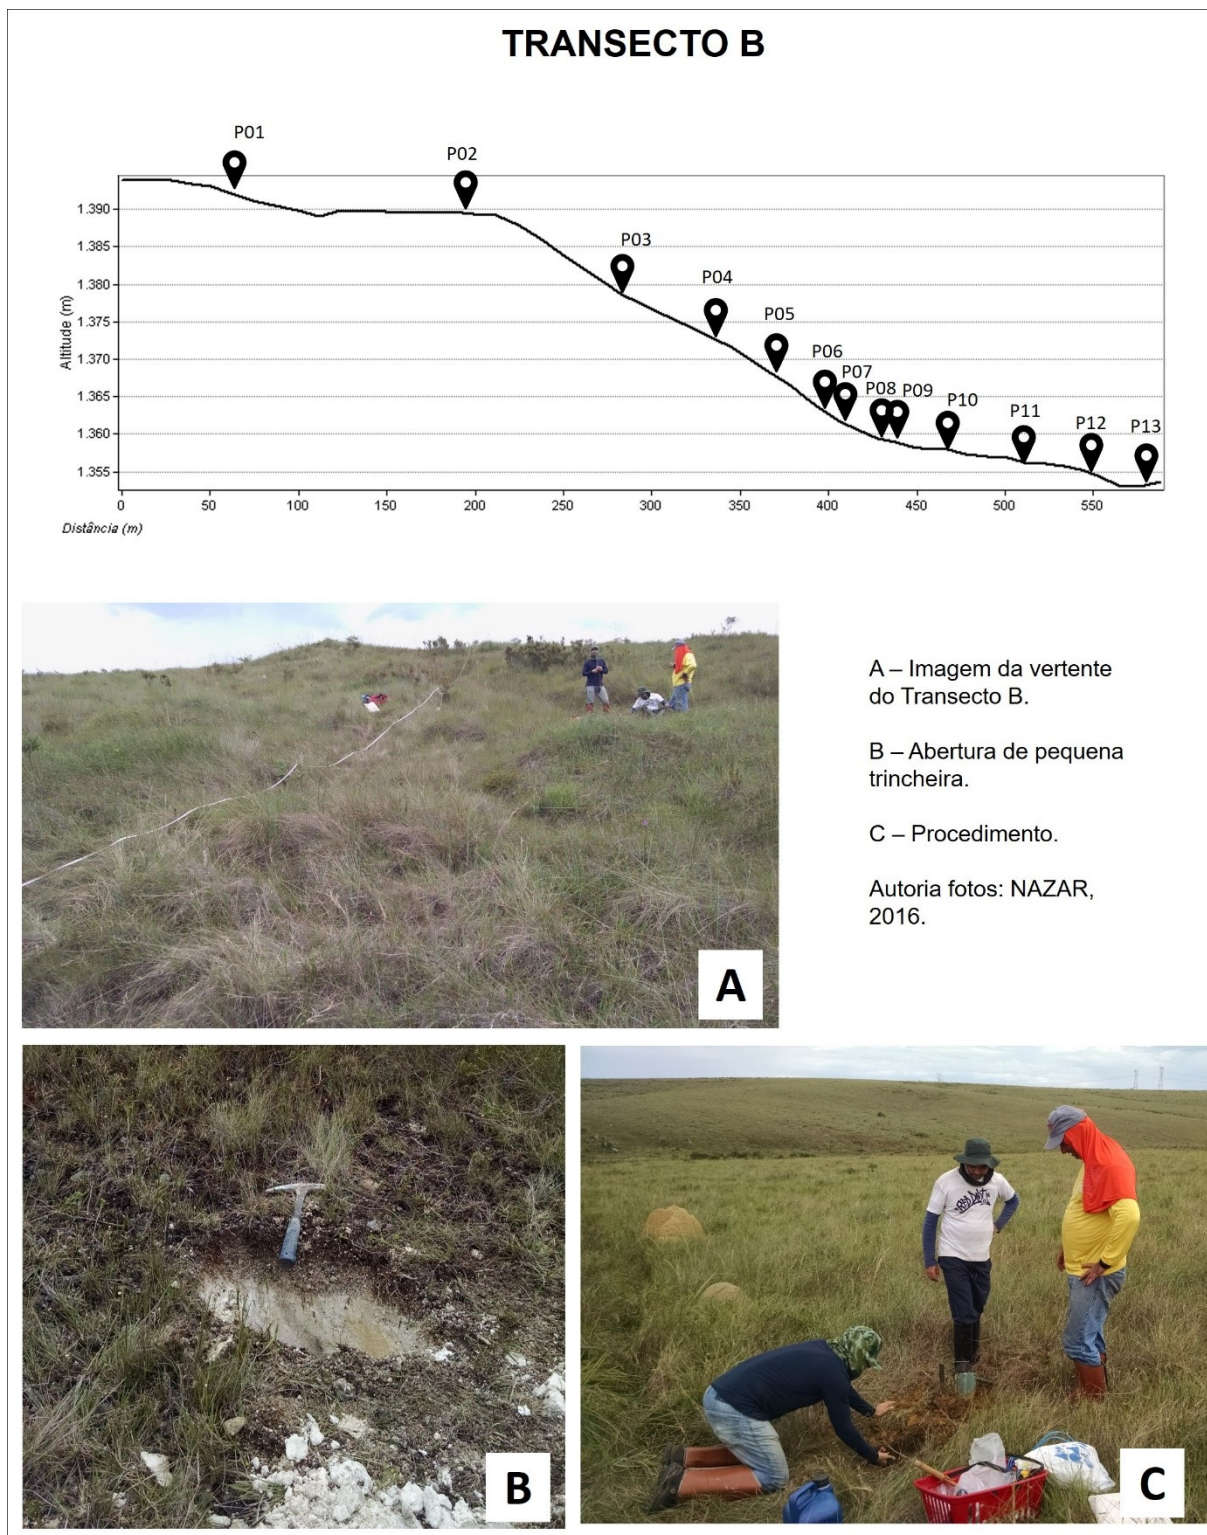 TRANSECTO B
P01
P02
P03
P04
P05
P06
P07
P08
P09
P10
P11
P12
P13
Altitude (m)
1.390
1.385
1.380
1.375
1.370
1.365
1.360
1.355
0
50
100
150
200
250
300
350
400
450
500
550
Distância (m)
A – Imagem da vertente
do Transecto B.
B – Abertura de pequena
trincheira.
C – Procedimento.
Autoria fotos: NAZAR,
2016.
A
B
C